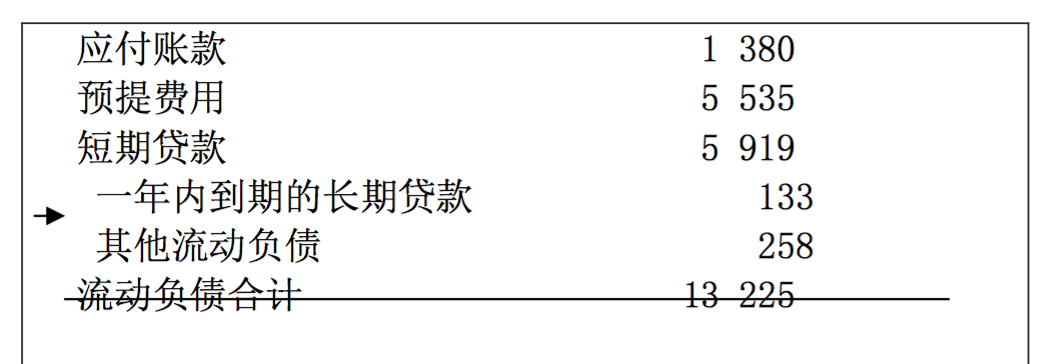 应付账款 1 380
预提费用 5 535
短期贷款 5 919
一年内到期的长期贷款 133
其他流动负债 258
流动负债合计 13 225